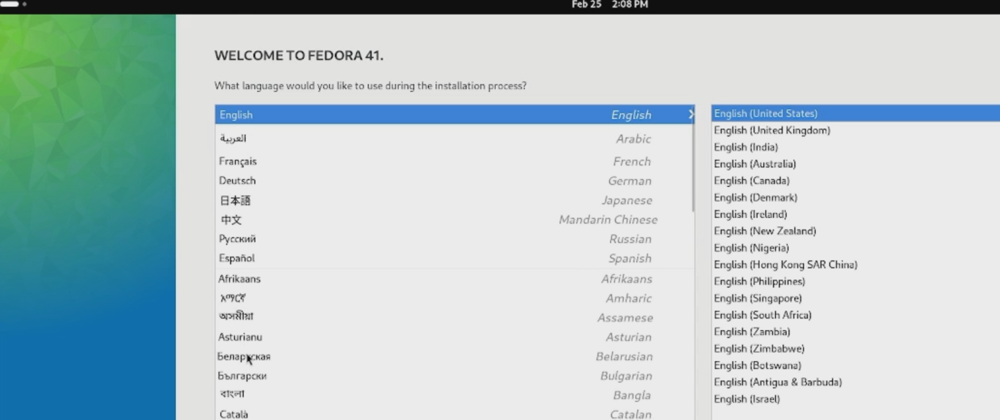 Feb 25 2:08 PM
WELCOME TO FEDORA 41.
What language would you like to use during the installation process?
English English
العربية Arabic
Français French
Deutsch German
日本語 Japanese
中文 Mandarin Chinese
Русский Russian
Español Spanish
Afrikaans Afrikaans
አማርኛ Amharic
অসমীয়া Assamese
Asturianu Asturian
Беларуская Belarusian
Български Bulgarian
বাংলা Bangla
Català Catalan
English (United States)
English (United Kingdom)
English (India)
English (Australia)
English (Canada)
English (Denmark)
English (Ireland)
English (New Zealand)
English (Nigeria)
English (Hong Kong SAR China)
English (Philippines)
English (Singapore)
English (South Africa)
English (Zambia)
English (Zimbabwe)
English (Botswana)
English (Antigua & Barbuda)
English (Israel)